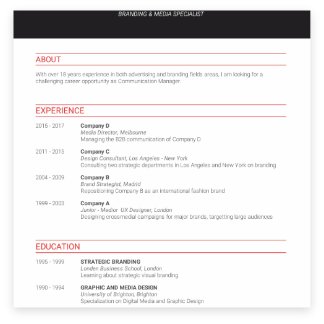 BRANDING & MEDIA SPECIALIST
ABOUT
With over 18 years experience in both advertising and branding fields areas, I am looking for a
challenging career opportunity as Communication Manager.
EXPERIENCE
2016 - 2017 Company D
Media Director, Melbourne
Managing the B2B communication of Company D
2011 - 2015 Company C
Design Consultant, Los Angeles - New York
Consulting two strategic departments in Los Angeles and New York on branding
2004 - 2009 Company B
Brand Strategist, Madrid
Repositioning Company B as an international fashion brand
1999 - 2003 Company A
Junior - Medior UX Designer, London
Designing crossmedial campaigns for major brands, targetting large audiences
EDUCATION
1995 - 1999 STRATEGIC BRANDING
London Business School, London
Learning about strategic visual branding
1990 - 1994 GRAPHIC AND MEDIA DESIGN
University of Brighton, Brighton
Specialization on Digital Media and Graphic Design